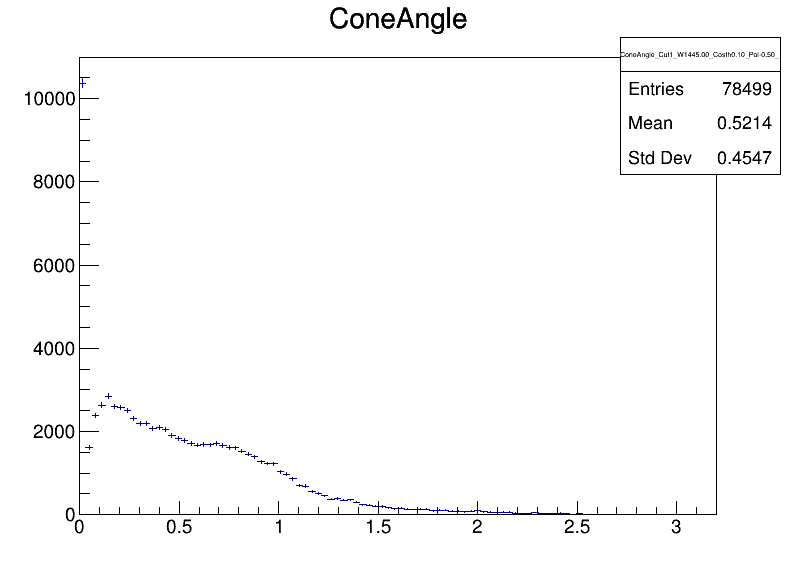 ConeAngle
ConeAngle_Cut1_W1445.00_Costh0.10_Pol-0.50_
Entries 78499
Mean 0.5214
Std Dev 0.4547
10000
8000
6000
4000
2000
0
0 0.5 1 1.5 2 2.5 3